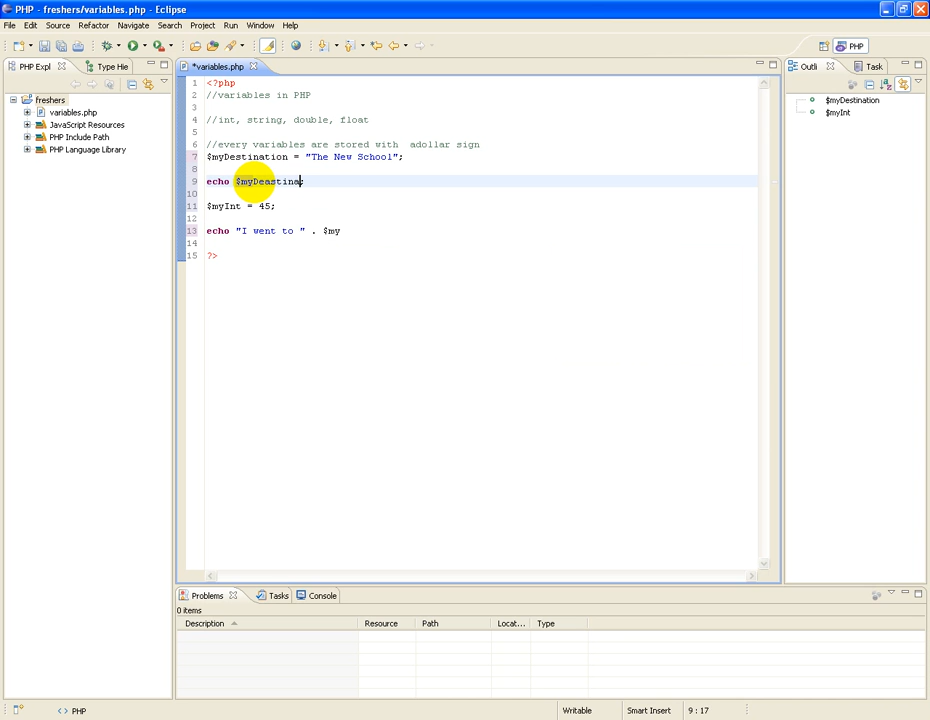 PHP - freshers/variables.php - Eclipse
File Edit Source Refactor Navigate Search Project Run Window Help
PHP
PHP Expl Type Hie *variables.php Outli Task
freshers
variables.php
JavaScript Resources
PHP Include Path
PHP Language Library
1 <?php
2 //variables in PHP
3
4 //int, string, double, float
5
6 //every variables are stored with  adollar sign
7 $myDestination = "The New School";
8
9 echo $myDeastina;
10
11 $myInt = 45;
12
13 echo "I went to " . $my
14
15 ?>
$myDestination
$myInt
Problems Tasks Console
0 items
Description Resource Path Locat... Type
PHP Writable Smart Insert 9 : 17